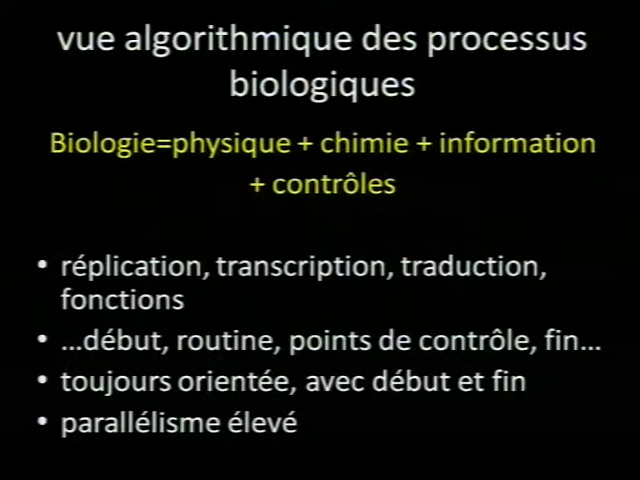 vue algorithmique des processus
biologiques
Biologie=physique + chimie + information
+ contrôles
• réplication, transcription, traduction,
fonctions
• …début, routine, points de contrôle, fin…
• toujours orientée, avec début et fin
• parallélisme élevé